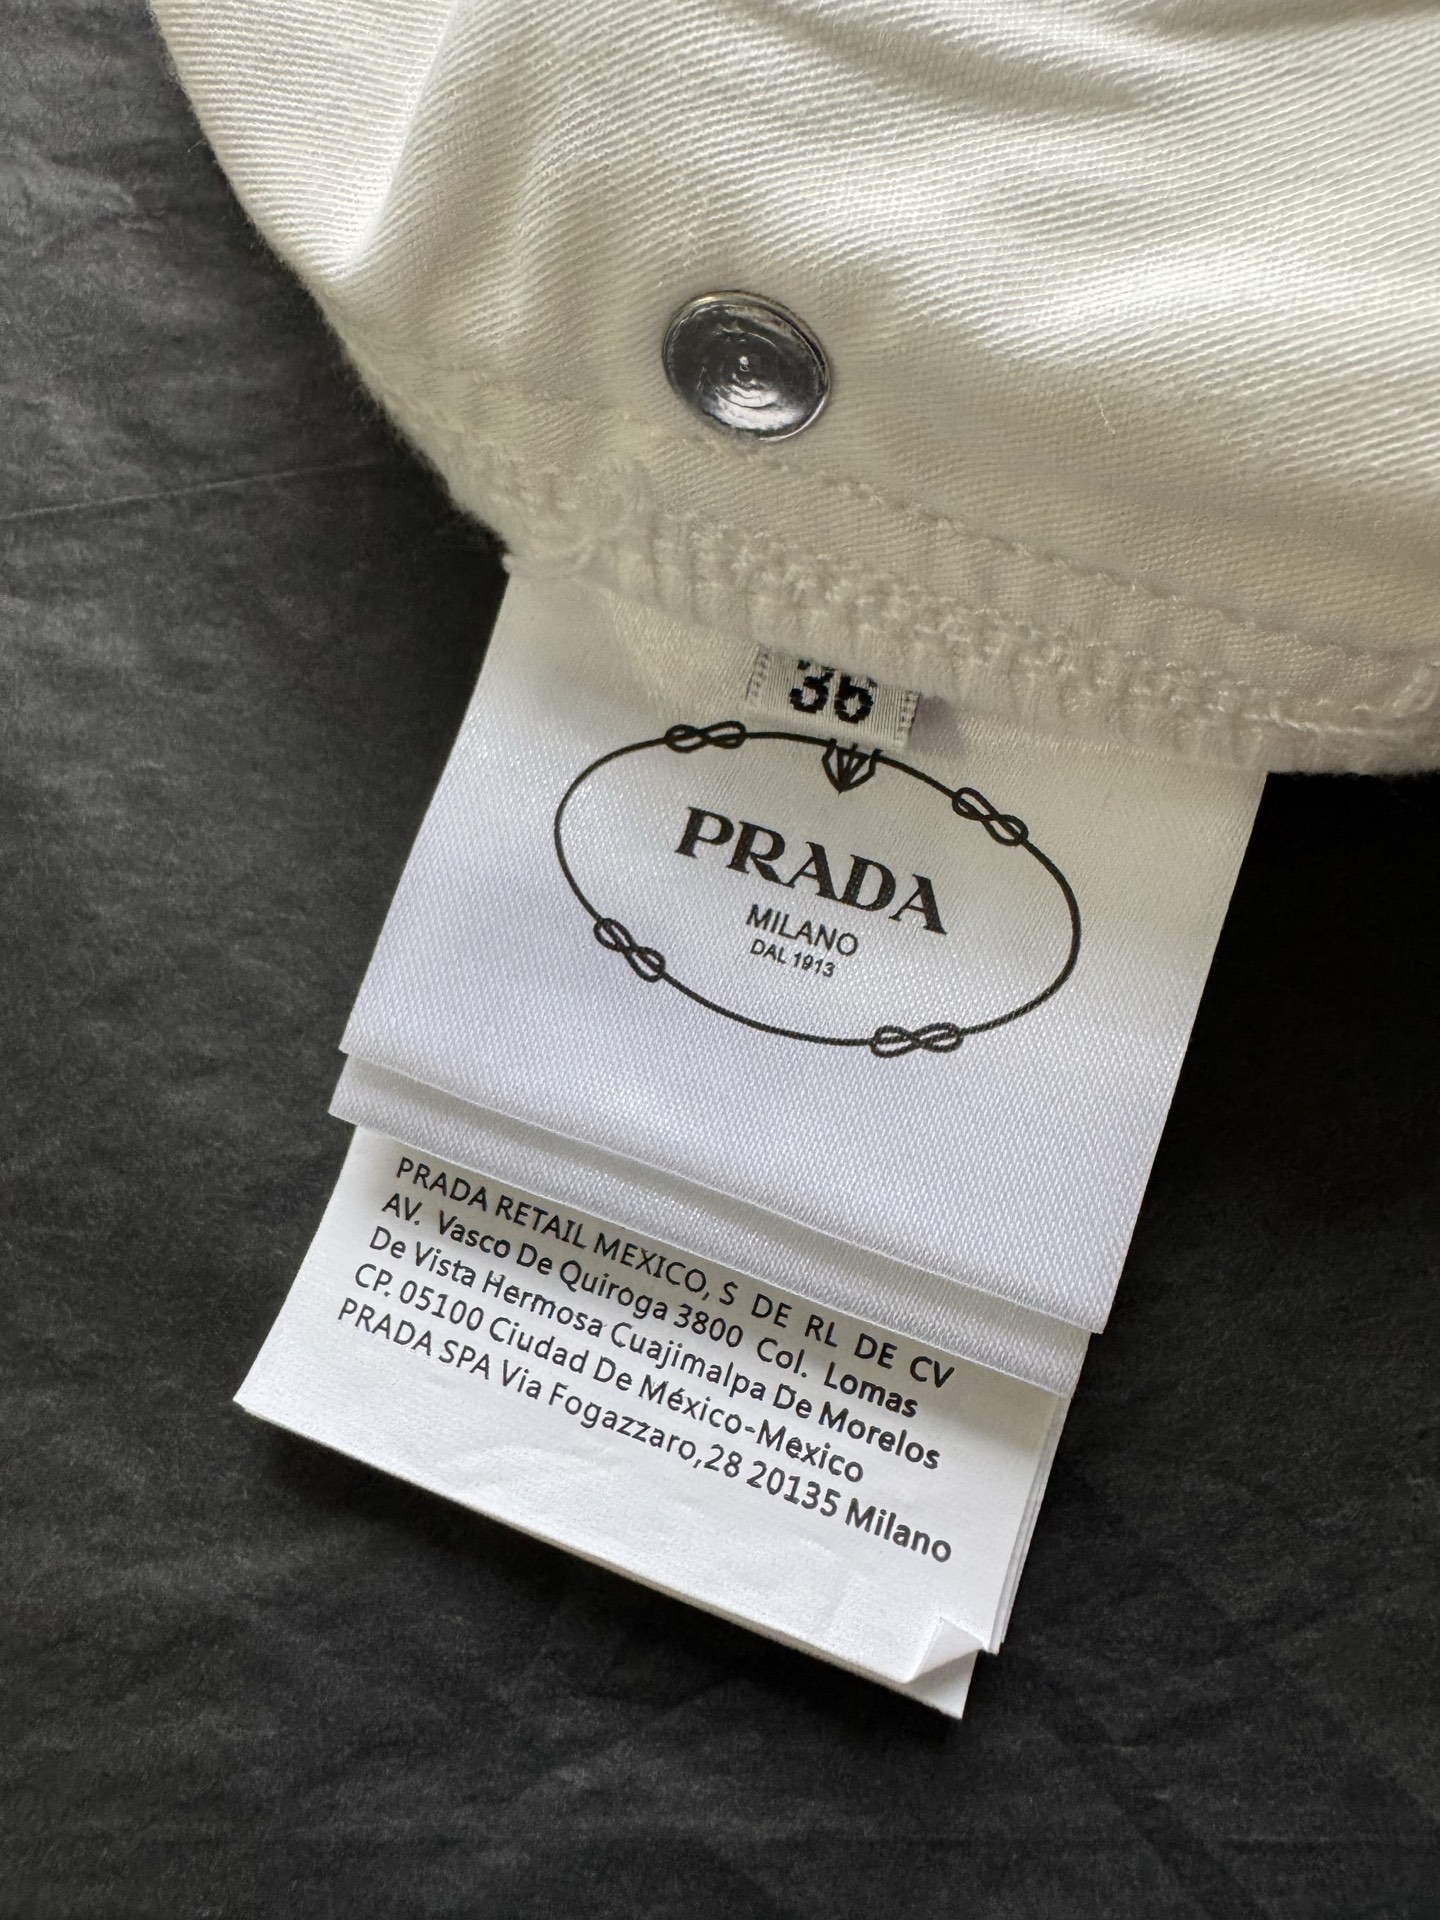 36
PRADA
MILANO
DAL 1913
PRADA RETAIL MEXICO, S DE RL DE CV
AV. Vasco De Quiroga 3800 Col. Lomas
De Vista Hermosa Cuajimalpa De Morelos
CP. 05100 Ciudad De México-Mexico
PRADA SPA Via Fogazzaro,28 20135 Milano